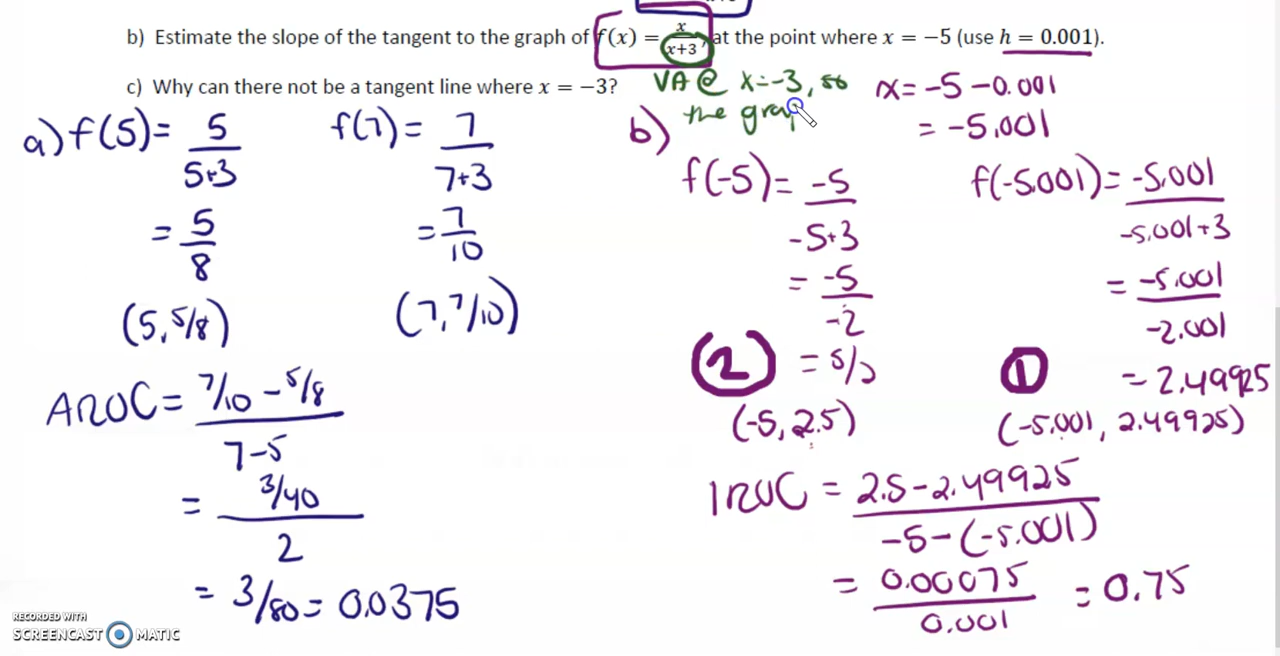 b) Estimate the slope of the tangent to the graph of f(x) = x/(x+3), at the point where x = −5 (use h = 0.001).
c) Why can there not be a tangent line where x = −3?
VA @ x=-3, so
the grap
x = -5 - 0.001
= -5.001
a) f(5) = 5/(5+3)
= 5/8
(5, 5/8)
f(7) = 7/(7+3)
= 7/10
(7, 7/10)
AROC = (7/10 - 5/8)/(7-5)
= (3/40)/2
= 3/80 = 0.0375
b)
f(-5) = -5/(-5+3)
= -5/-2
= 5/2
② (-5, 2.5)
f(-5.001) = -5.001/(-5.001+3)
= -5.001/-2.001
= 2.49925
① (-5.001, 2.49925)
IROC = (2.5 - 2.49925)/(-5-(-5.001))
= 0.00075/0.001 = 0.75
RECORDED WITH
SCREENCAST MATIC